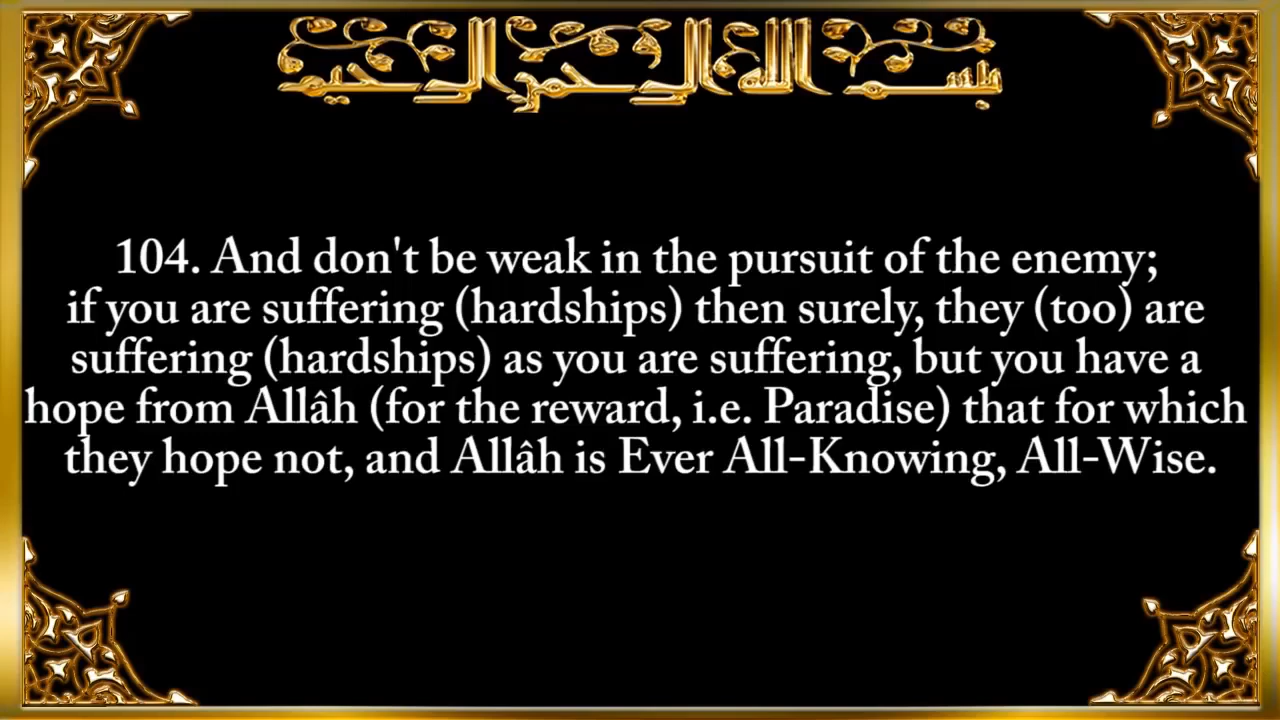 بسم الله الرحمن الرحيم
104. And don't be weak in the pursuit of the enemy;
if you are suffering (hardships) then surely, they (too) are
suffering (hardships) as you are suffering, but you have a
hope from Allâh (for the reward, i.e. Paradise) that for which
they hope not, and Allâh is Ever All-Knowing, All-Wise.